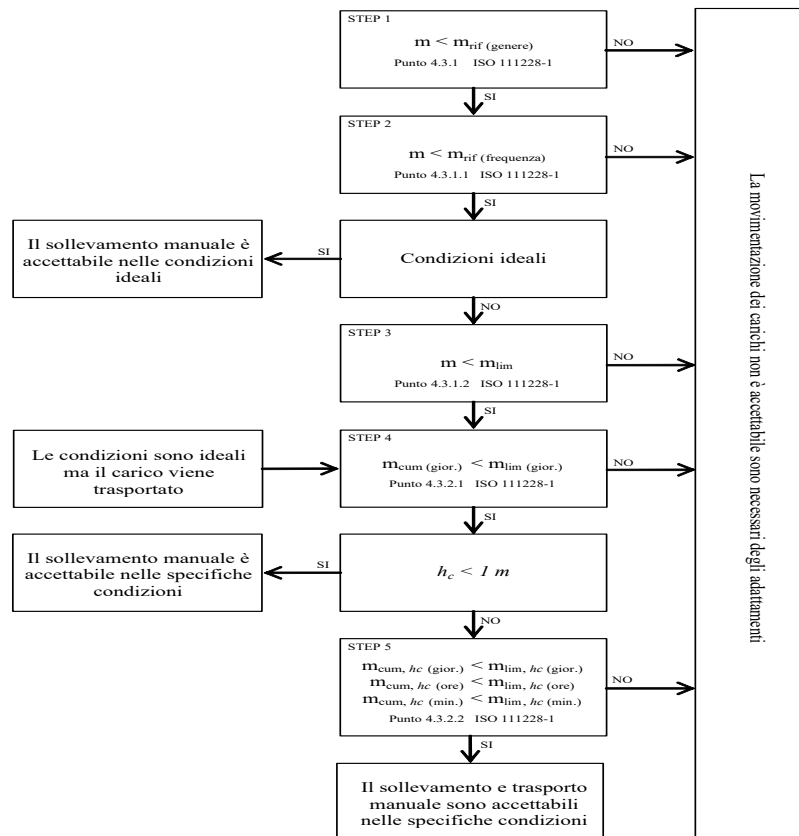 STEP 1
m < mrif (genere)
Punto 4.3.1 ISO 111228-1
NO
SI
STEP 2
m < mrif (frequenza)
Punto 4.3.1.1 ISO 111228-1
NO
SI
Il sollevamento manuale è
accettabile nelle condizioni
ideali
SI
Condizioni ideali
NO
STEP 3
m < mlim
Punto 4.3.1.2 ISO 111228-1
NO
SI
Le condizioni sono ideali
ma il carico viene
trasportato
STEP 4
mcum (gior.) < mlim (gior.)
Punto 4.3.2.1 ISO 111228-1
NO
SI
Il sollevamento manuale è
accettabile nelle specifiche
condizioni
SI
hc < 1 m
NO
STEP 5
mcum, hc (gior.) < mlim, hc (gior.)
mcum, hc (ore) < mlim, hc (ore)
mcum, hc (min.) < mlim, hc (min.)
Punto 4.3.2.2 ISO 111228-1
NO
SI
Il sollevamento e trasporto
manuale sono accettabili
nelle specifiche condizioni
La movimentazione dei carichi non è accettabile sono necessari degli adattamenti